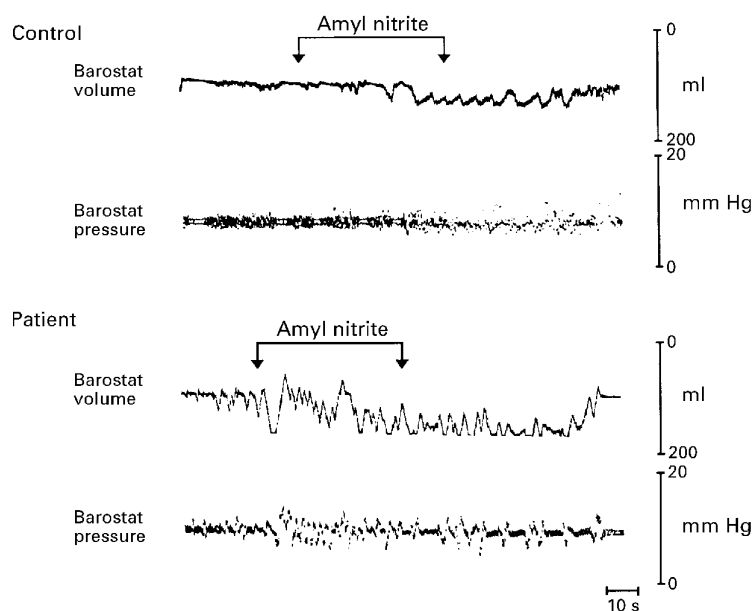 Amyl nitrite
Control
0
Barostat
volume
ml
200
20
Barostat
pressure
mm Hg
0
Patient
Amyl nitrite
0
Barostat
volume
ml
200
20
Barostat
pressure
mm Hg
0
10 s